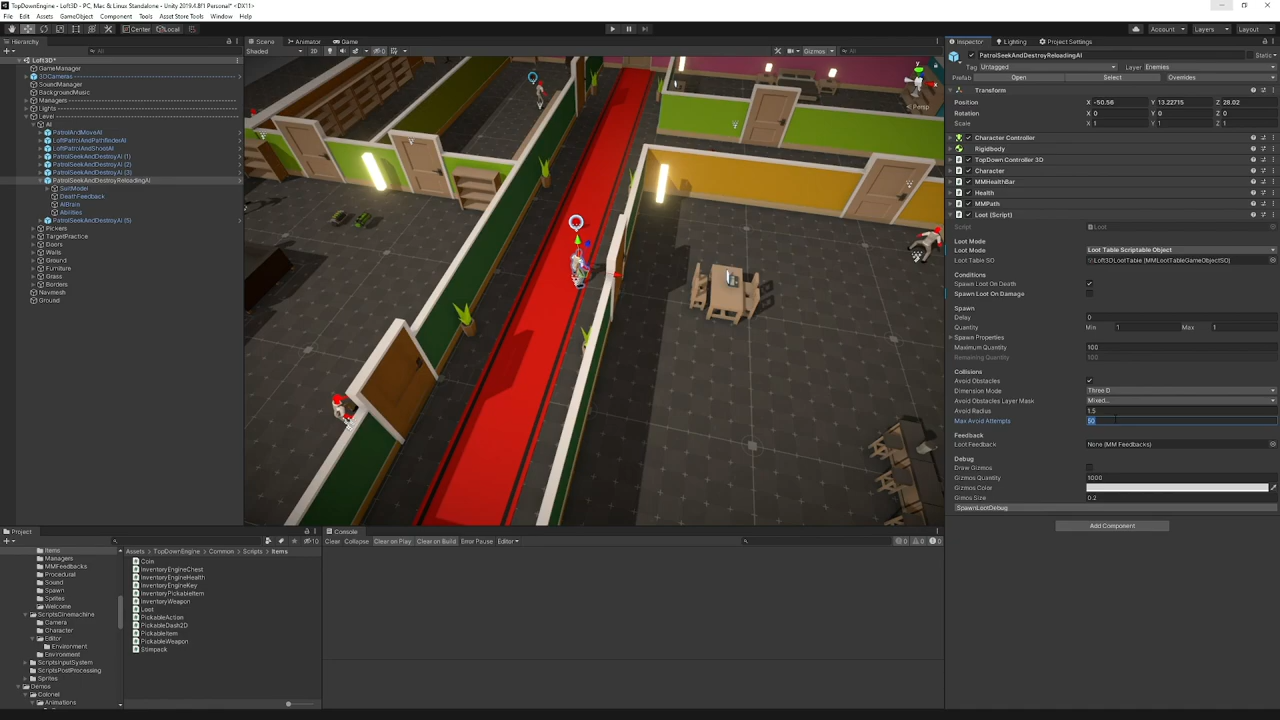 TopDownEngine - Loft3D - PC, Mac & Linux Standalone - Unity 2019.4.8f1 Personal* <DX11>
File Edit Assets GameObject Component Tools Asset Store Tools Window Help
Center Local Account Layers Layout
Hierarchy
All
Loft3D*
GameManager
3DCameras
SoundManager
BackgroundMusic
Managers
Lights
Level
AI
PatrolAndMoveAI
LoftPatrolAndPathfinderAI
LoftPatrolAndShootAI
PatrolSeekAndDestroyAI (1)
PatrolSeekAndDestroyAI (2)
PatrolSeekAndDestroyAI (3)
PatrolSeekAndDestroyReloadingAI
SuitModel
DeathFeedback
AIBrain
Abilities
PatrolSeekAndDestroyAI (5)
Pickers
TargetPractice
Doors
Walls
Ground
Furniture
Grass
Borders
Navmesh
Ground
Scene Animator Game
Shaded 2D 0 Gizmos All
y
x
Persp
Inspector Lighting Project Settings
PatrolSeekAndDestroyReloadingAI Static
Tag Untagged Layer Enemies
Prefab Open Select Overrides
Transform
Position X -50.56 Y 13.22715 Z 28.02
Rotation X 0 Y 0 Z 0
Scale X 1 Y 1 Z 1
Character Controller
Rigidbody
TopDown Controller 3D
Character
MMHealthBar
Health
MMPath
Loot (Script)
Script Loot
Loot Mode
Loot Mode Loot Table Scriptable Object
Loot Table SO Loft3DLootTable (MMLootTableGameObjectSO)
Conditions
Spawn Loot On Death
Spawn Loot On Damage
Spawn
Delay 0
Quantity Min 1 Max 1
Spawn Properties
Maximum Quantity 100
Remaining Quantity 100
Collisions
Avoid Obstacles
Dimension Mode Three D
Avoid Obstacles Layer Mask Mixed...
Avoid Radius 1.5
Max Avoid Attempts 50
Feedback
Loot Feedback None (MM Feedbacks)
Debug
Draw Gizmos
Gizmos Quantity 1000
Gizmos Color
Gimos Size 0.2
SpawnLootDebug
Add Component
Project
10
Items
Managers
MMFeedbacks
Procedural
Sound
Spawn
Sprites
Welcome
ScriptsCinemachine
Camera
Character
Editor
Environment
Environment
ScriptsInputSystem
ScriptsPostProcessing
Sprites
Demos
Colonel
Animations
Assets > TopDownEngine > Common > Scripts > Items
Coin
InventoryEngineChest
InventoryEngineHealth
InventoryEngineKey
InventoryPickableItem
InventoryWeapon
Loot
PickableAction
PickableDash2D
PickableItem
PickableWeapon
Stimpack
Console
Clear Collapse Clear on Play Clear on Build Error Pause Editor
0 0 0